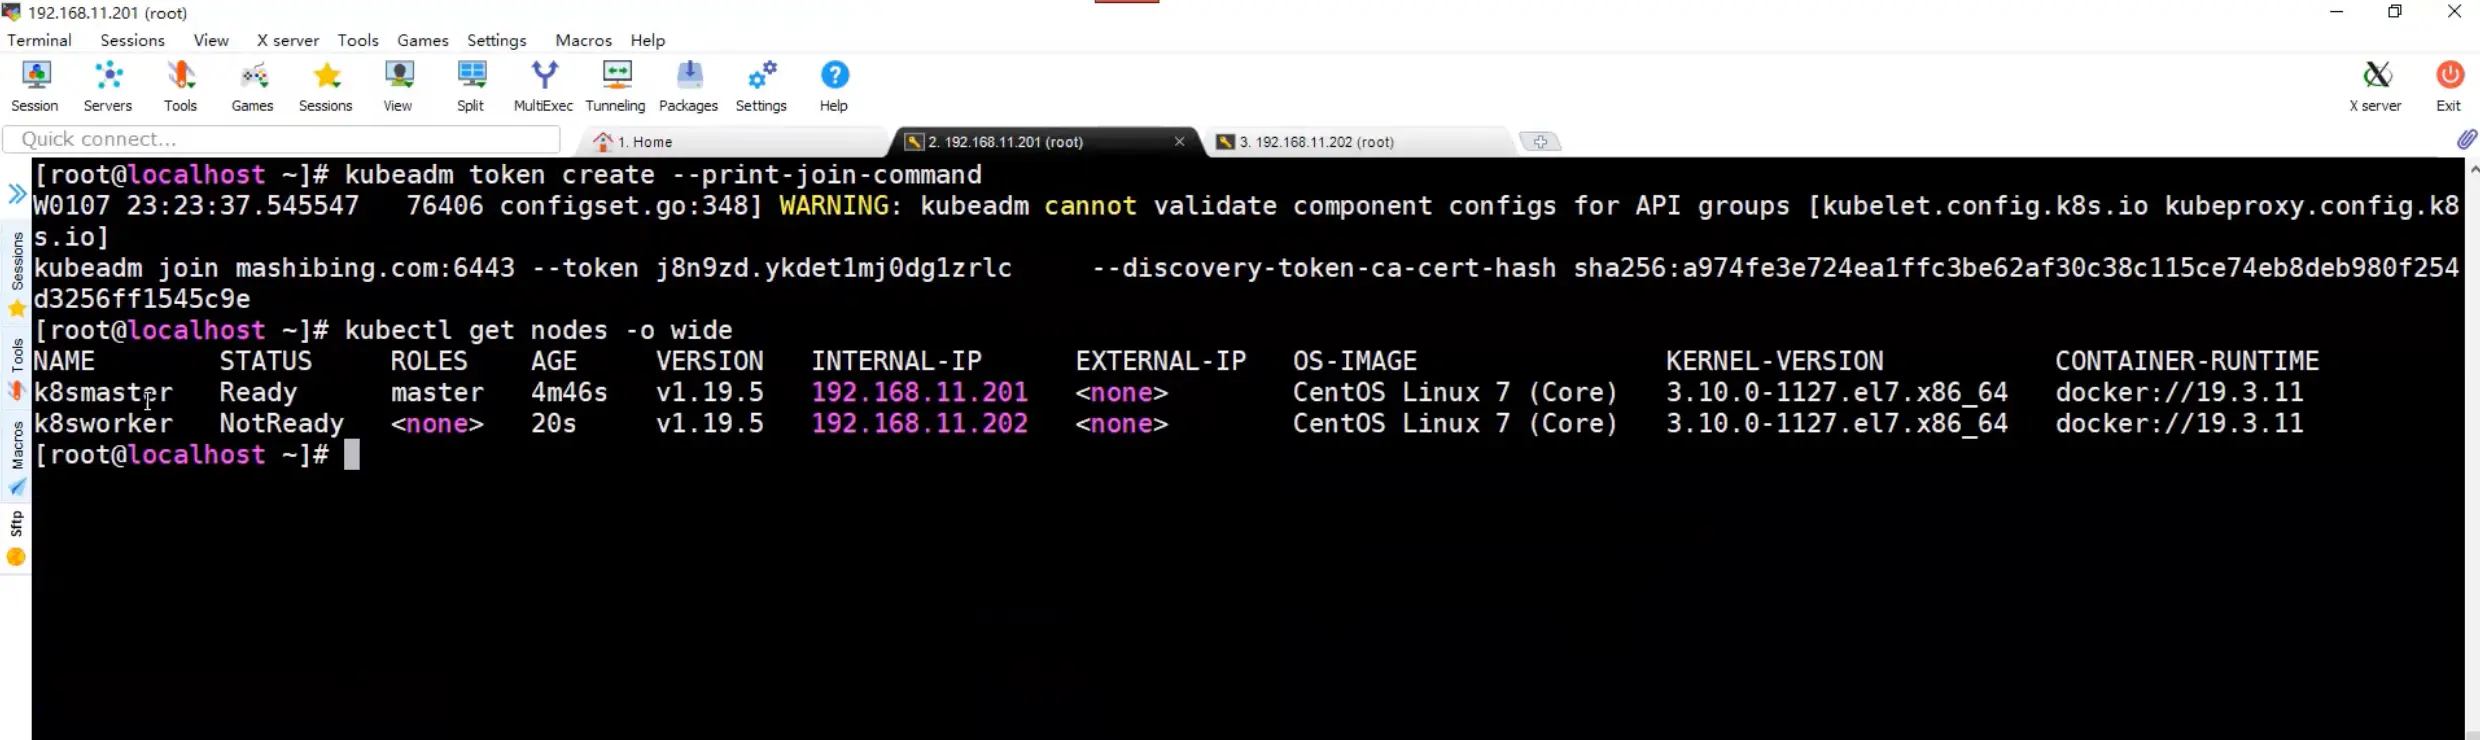 192.168.11.201 (root)
Terminal Sessions View X server Tools Games Settings Macros Help
Session Servers Tools Games Sessions View Split MultiExec Tunneling Packages Settings Help X server Exit
Quick connect... 1. Home 2. 192.168.11.201 (root) 3. 192.168.11.202 (root)
Sessions
Tools
Macros
Sftp
[root@localhost ~]# kubeadm token create --print-join-command
W0107 23:23:37.545547   76406 configset.go:348] WARNING: kubeadm cannot validate component configs for API groups [kubelet.config.k8s.io kubeproxy.config.k8
s.io]
kubeadm join mashibing.com:6443 --token j8n9zd.ykdet1mj0dg1zrlc     --discovery-token-ca-cert-hash sha256:a974fe3e724ea1ffc3be62af30c38c115ce74eb8deb980f254
d3256ff1545c9e
[root@localhost ~]# kubectl get nodes -o wide
NAME        STATUS     ROLES    AGE     VERSION   INTERNAL-IP      EXTERNAL-IP   OS-IMAGE                KERNEL-VERSION           CONTAINER-RUNTIME
k8smaster   Ready      master   4m46s   v1.19.5   192.168.11.201   <none>        CentOS Linux 7 (Core)   3.10.0-1127.el7.x86_64   docker://19.3.11
k8sworker   NotReady   <none>   20s     v1.19.5   192.168.11.202   <none>        CentOS Linux 7 (Core)   3.10.0-1127.el7.x86_64   docker://19.3.11
[root@localhost ~]#